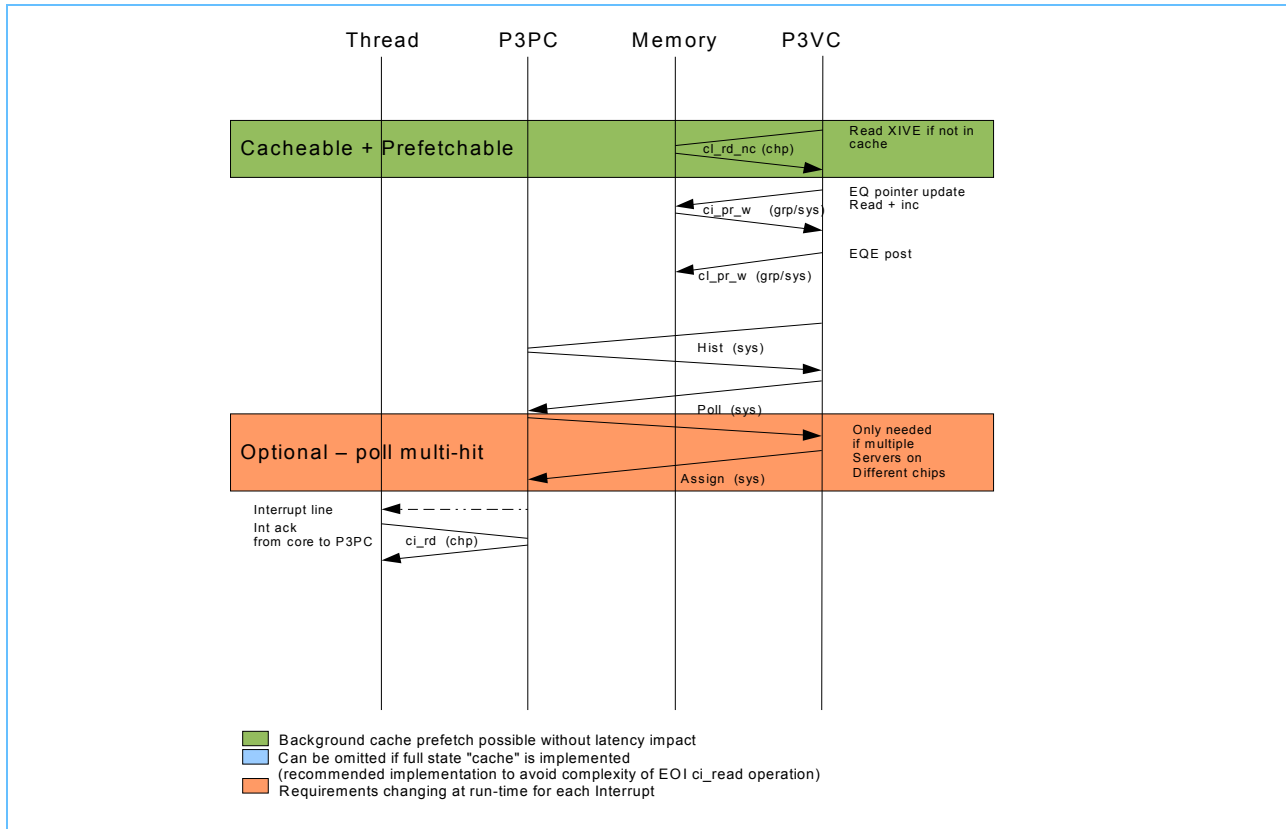 Thread P3PC Memory P3VC
Cacheable + Prefetchable
Read XIVE if not in
cache
cl_rd_nc (chp)
EQ pointer update
Read + inc
ci_pr_w (grp/sys)
EQE post
cl_pr_w (grp/sys)
Hist (sys)
Poll (sys)
Optional – poll multi-hit
Only needed
if multiple
Servers on
Different chips
Assign (sys)
Interrupt line
Int ack
from core to P3PC
ci_rd (chp)
Background cache prefetch possible without latency impact
Can be omitted if full state "cache" is implemented
(recommended implementation to avoid complexity of EOI ci_read operation)
Requirements changing at run-time for each Interrupt